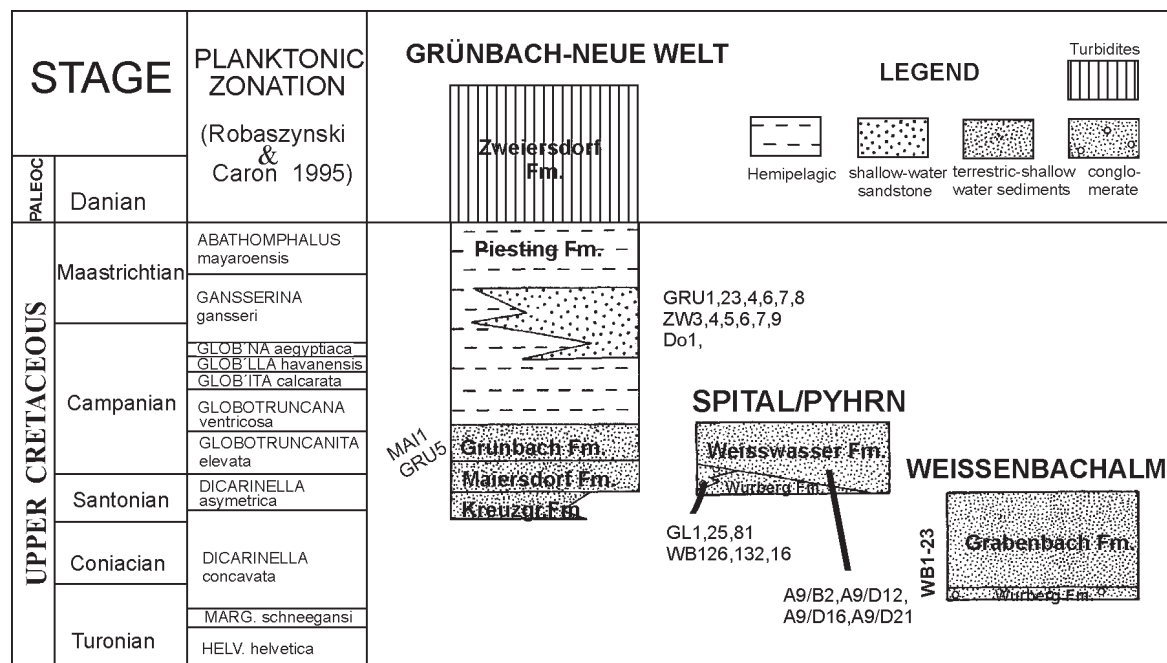 STAGE
PLANKTONIC
ZONATION
(Robaszynski
&
Caron 1995)
GRÜNBACH-NEUE WELT
LEGEND
Turbidites
Hemipelagic
shallow-water
sandstone
terrestric-shallow
water sediments
conglo-
merate
PALEOC
Danian
UPPER CRETACEOUS
Maastrichtian
Campanian
Santonian
Coniacian
Turonian
ABATHOMPHALUS
mayaroensis
GANSSERINA
gansseri
GLOB´NA aegyptiaca
GLOB´LLA havanensis
GLOB´ITA calcarata
GLOBOTRUNCANA
ventricosa
GLOBOTRUNCANITA
elevata
DICARINELLA
asymetrica
DICARINELLA
concavata
MARG. schneegansi
HELV. helvetica
Zweiersdorf
Fm.
Piesting Fm.
Grünbach Fm.
Maiersdorf Fm.
Kreuzgr.Fm.
MAI1
GRU5
GRU1,23,4,6,7,8
ZW3,4,5,6,7,9
Do1,
SPITAL/PYHRN
Weisswasser Fm.
Wurberg Fm.
GL1,25,81
WB126,132,16
A9/B2,A9/D12,
A9/D16,A9/D21
WEISSENBACHALM
WB1-23
Grabenbach Fm.
Wurberg Fm.